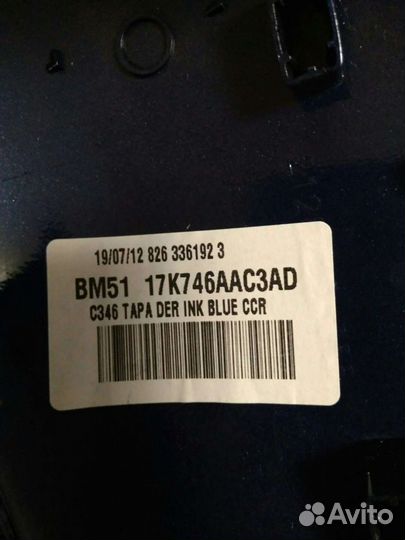 19/07/12 826 336192 3
BM51 17K746AAC3AD
C346 TAPA DER INK BLUE CCR
Avito